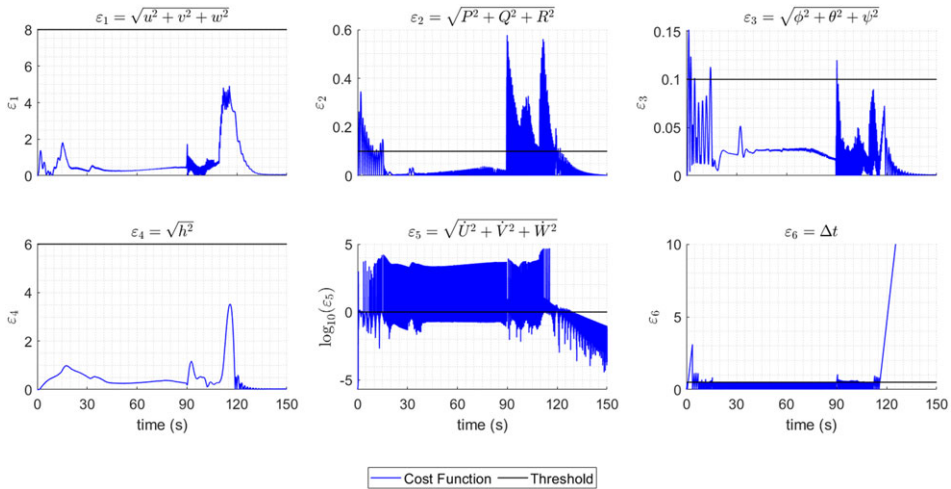 ε₁ = √(u² + v² + w²)
ε₂ = √(P² + Q² + R²)
ε₃ = √(ϕ² + θ² + ψ²)
8
6
4
2
0
ε₁
0.6
0.4
0.2
0
ε₂
0.15
0.1
0.05
0
ε₃
ε₄ = √h²
ε₅ = √(U̇² + V̇² + Ẇ²)
ε₆ = Δt
6
4
2
0
ε₄
5
0
-5
log₁₀(ε₅)
10
5
0
ε₆
0 30 60 90 120 150
0 30 60 90 120 150
0 30 60 90 120 150
time (s)
time (s)
time (s)
Cost Function
Threshold